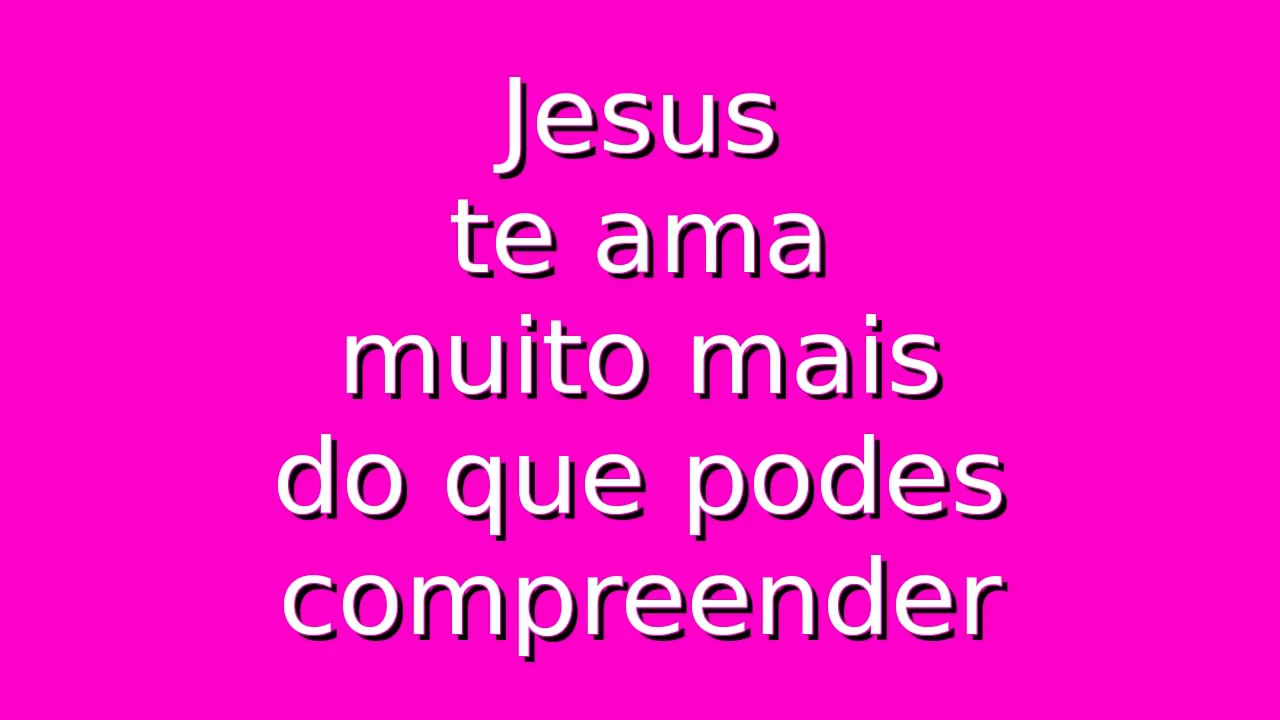 Jesus
te ama
muito mais
do que podes
compreender